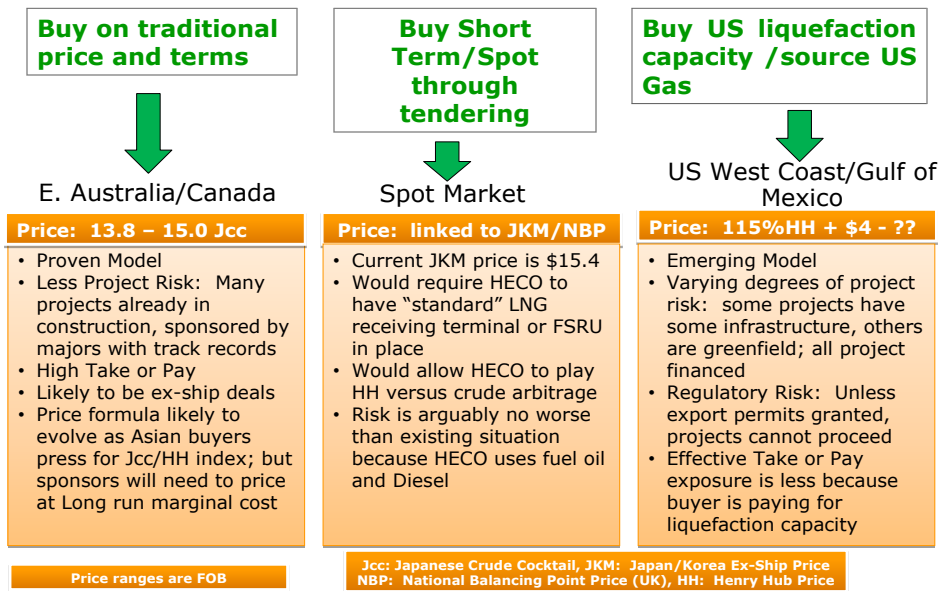 Buy on traditional
price and terms
E. Australia/Canada
Price:  13.8 – 15.0 Jcc
• Proven Model
• Less Project Risk:  Many
projects already in
construction, sponsored by
majors with track records
• High Take or Pay
• Likely to be ex-ship deals
• Price formula likely to
evolve as Asian buyers
press for Jcc/HH index; but
sponsors will need to price
at Long run marginal cost
Buy Short
Term/Spot
through
tendering
Spot Market
Price:  linked to JKM/NBP
• Current JKM price is $15.4
• Would require HECO to
have “standard” LNG
receiving terminal or FSRU
in place
• Would allow HECO to play
HH versus crude arbitrage
• Risk is arguably no worse
than existing situation
because HECO uses fuel oil
and Diesel
Buy US liquefaction
capacity /source US
Gas
US West Coast/Gulf of
Mexico
Price:  115%HH + $4 - ??
• Emerging Model
• Varying degrees of project
risk:  some projects have
some infrastructure, others
are greenfield; all project
financed
• Regulatory Risk:  Unless
export permits granted,
projects cannot proceed
• Effective Take or Pay
exposure is less because
buyer is paying for
liquefaction capacity
Price ranges are FOB
Jcc: Japanese Crude Cocktail, JKM:  Japan/Korea Ex-Ship Price
NBP:  National Balancing Point Price (UK), HH: Henry Hub Price